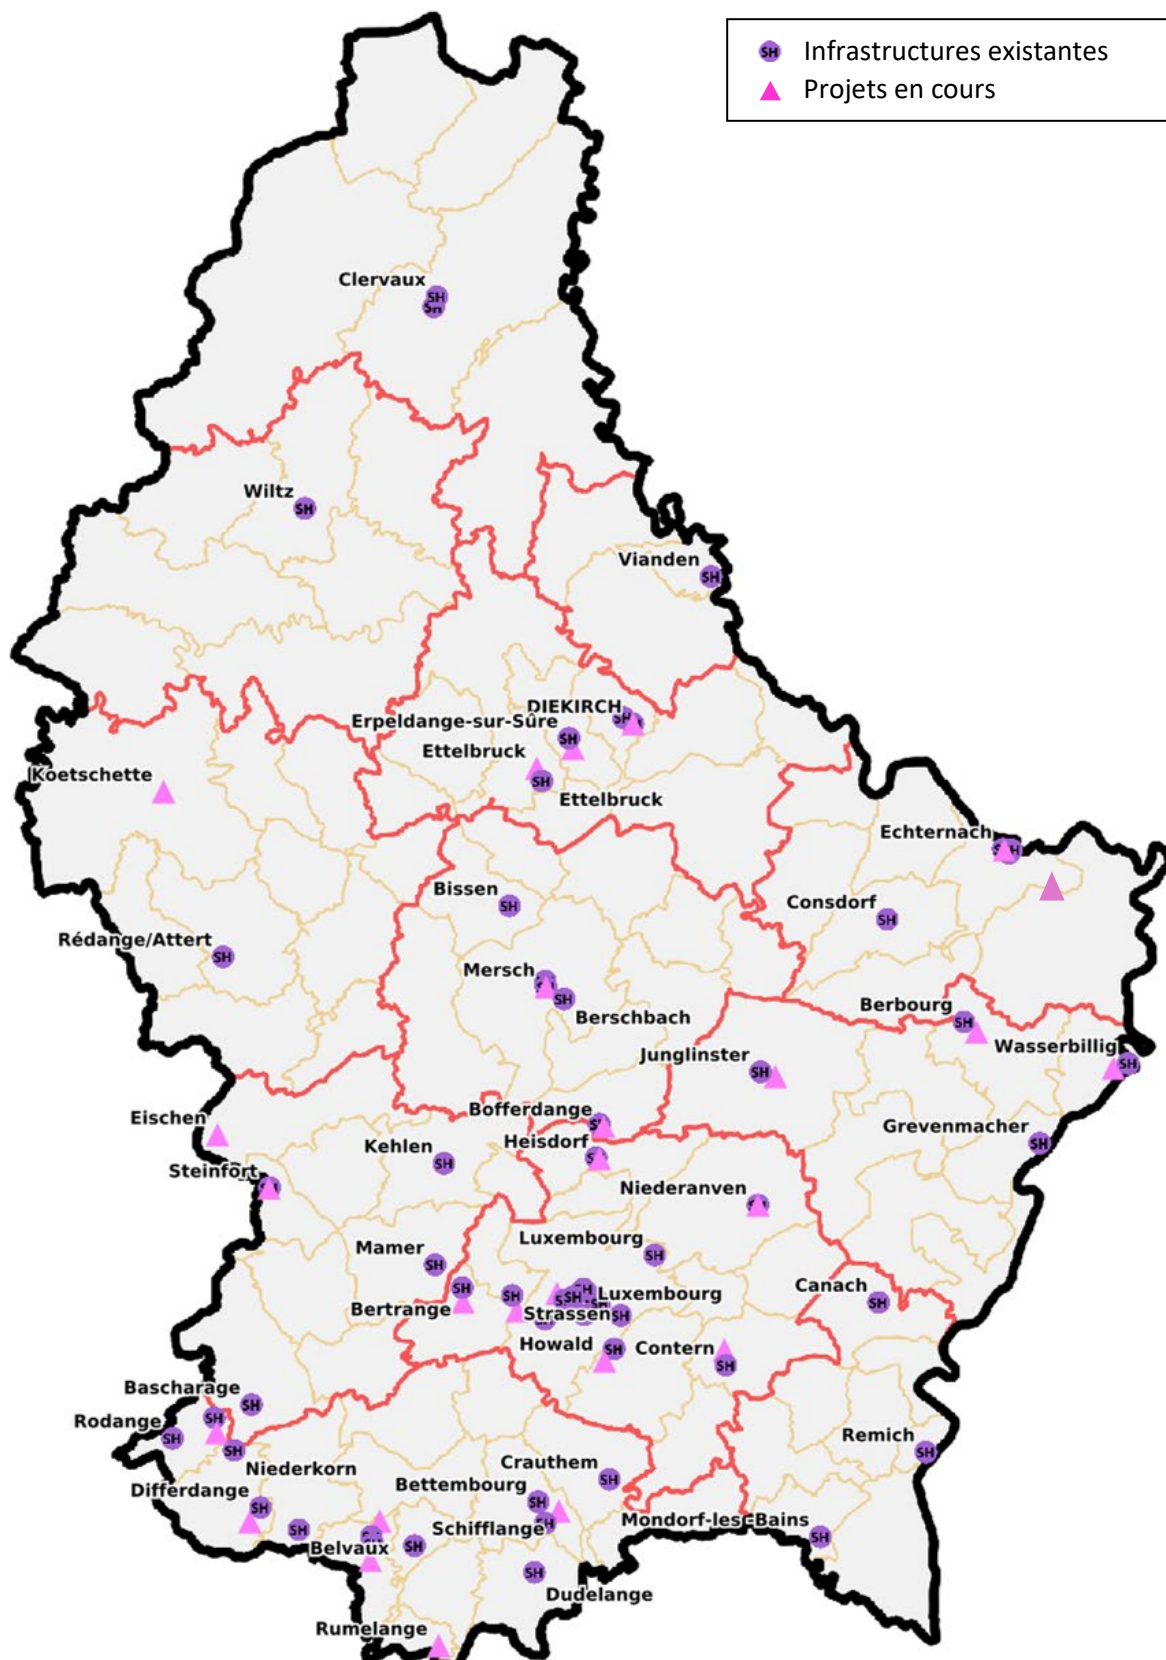 Infrastructures existantes
Projets en cours
Clervaux
Wiltz
Vianden
DIEKIRCH
Erpeldange-sur-Sûre
Ettelbruck
Koetschette
Ettelbruck
Echternach
Bissen
Consdorf
Rédange/Attert
Mersch
Berschbach
Berbourg
Wasserbillig
Junglinster
Bofferdange
Eischen
Heisdorf
Grevenmacher
Kehlen
Steinfort
Niederanven
Luxembourg
Mamer
Canach
Luxembourg
Bertrange
Strassen
Howald
Contern
Bascharage
Rodange
Remich
Niederkorn
Crauthem
Differdange
Bettembourg
Mondorf-les-Bains
Schifflange
Belvaux
Dudelange
Rumelange